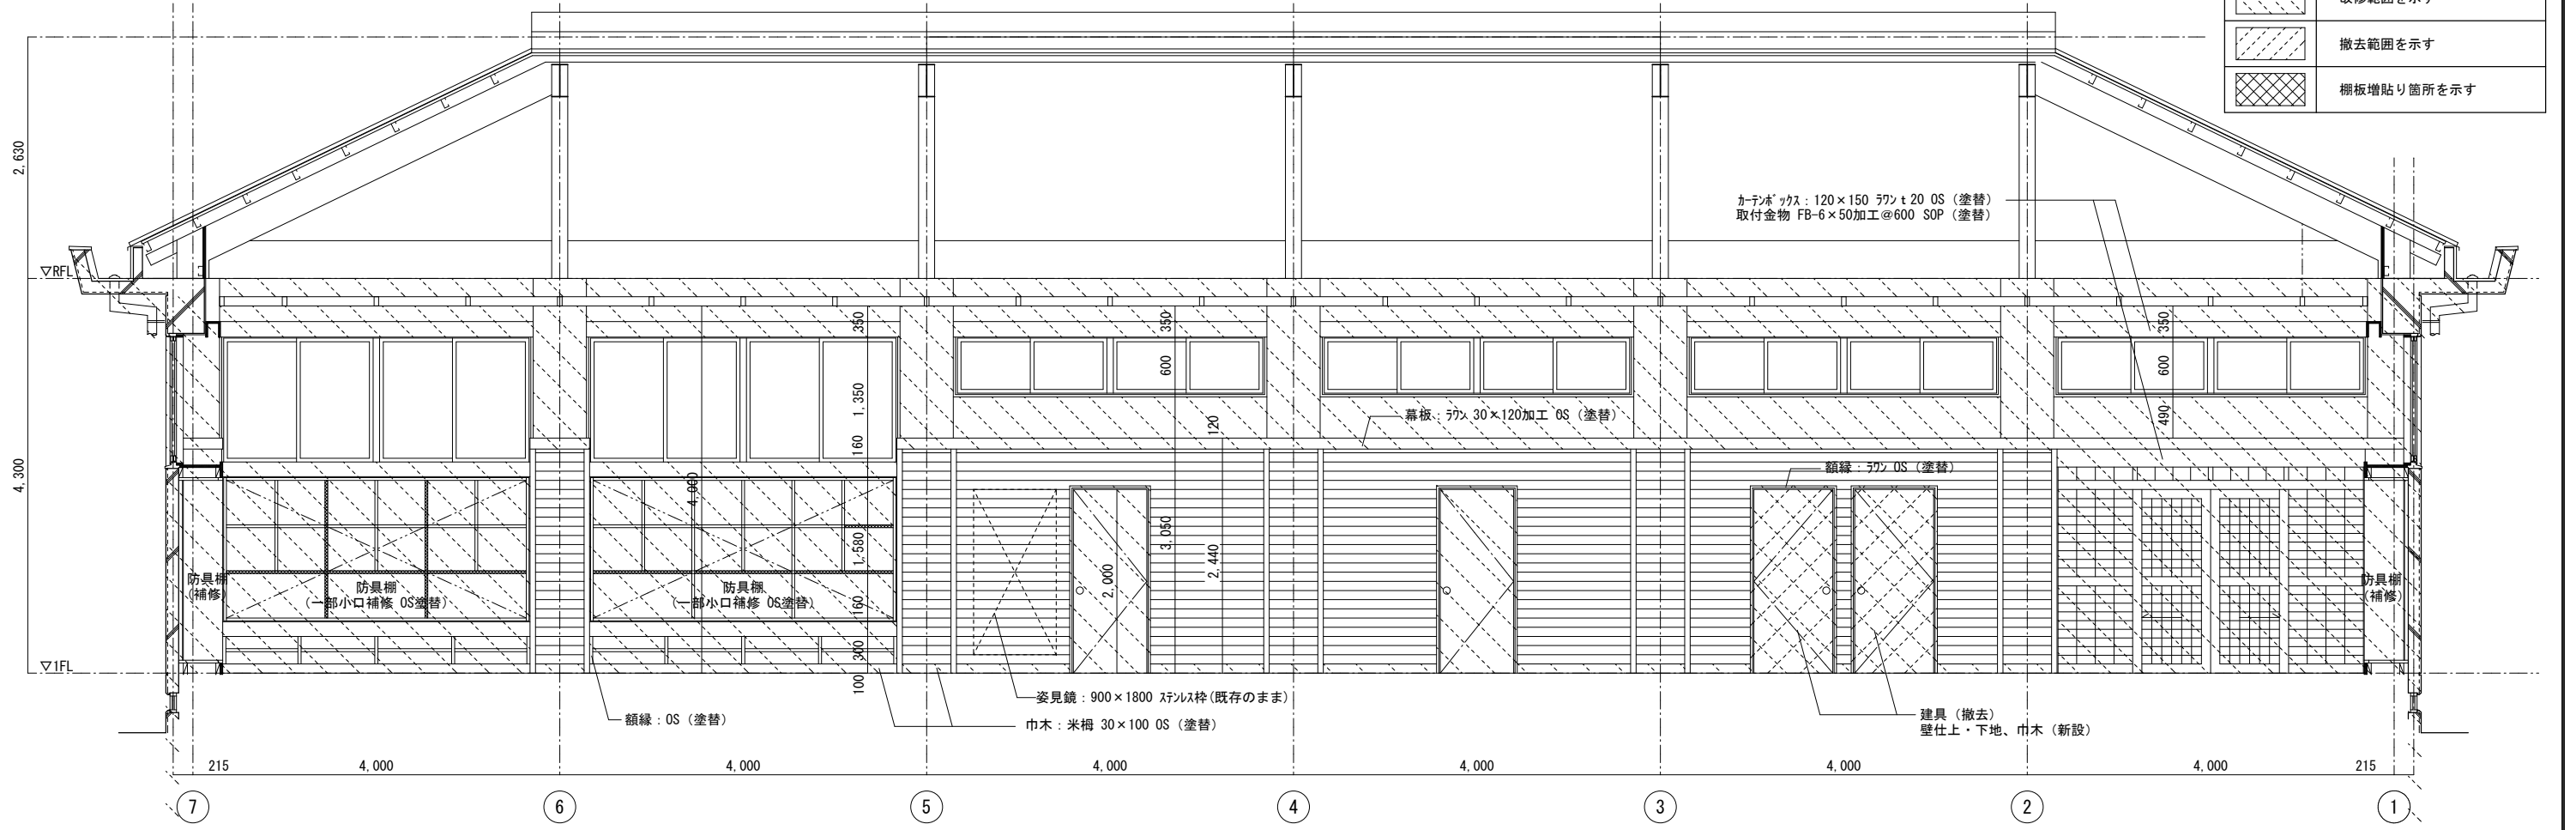 撤去範囲を示す
棚板増貼り箇所を示す
2,630
カーテンボックス：120×150 ラワン t 20 OS（塗替）
取付金物 FB-6×50加工@600 SOP（塗替）
▽RFL
350
350
350
600
600
1,350
幕板：ラワン 30×120加工 OS（塗替）
120
490
160
4,300
額縁：ラワン OS（塗替）
4,000
3,050
1,580
2,440
2,000
防具棚
（補修）
防具棚
（一部小口補修 OS塗替）
防具棚
（一部小口補修 OS塗替）
防具棚
（補修）
160
300
▽1FL
100
姿見鏡：900×1800 ステンレス枠(既存のまま)
額縁：OS（塗替）
巾木：米栂 30×100 OS（塗替）
建具（撤去）
壁仕上・下地、巾木（新設）
215
4,000
4,000
4,000
4,000
4,000
4,000
215
7
6
5
4
3
2
1